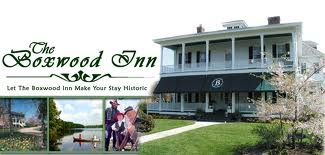 The
Boxwood Inn
Let The Boxwood Inn Make Your Stay Historic
B